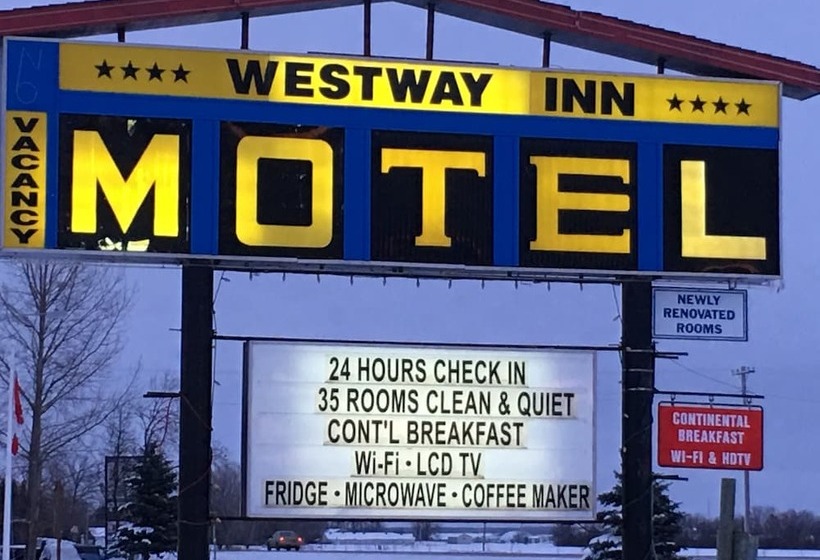 ★★★★ WESTWAY INN ★★★★
VACANCY
MOTEL
NEWLY
RENOVATED
ROOMS
24 HOURS CHECK IN
35 ROOMS CLEAN & QUIET
CONT'L BREAKFAST
Wi-Fi • LCD TV
FRIDGE • MICROWAVE • COFFEE MAKER
CONTINENTAL
BREAKFAST
WI-FI & HDTV